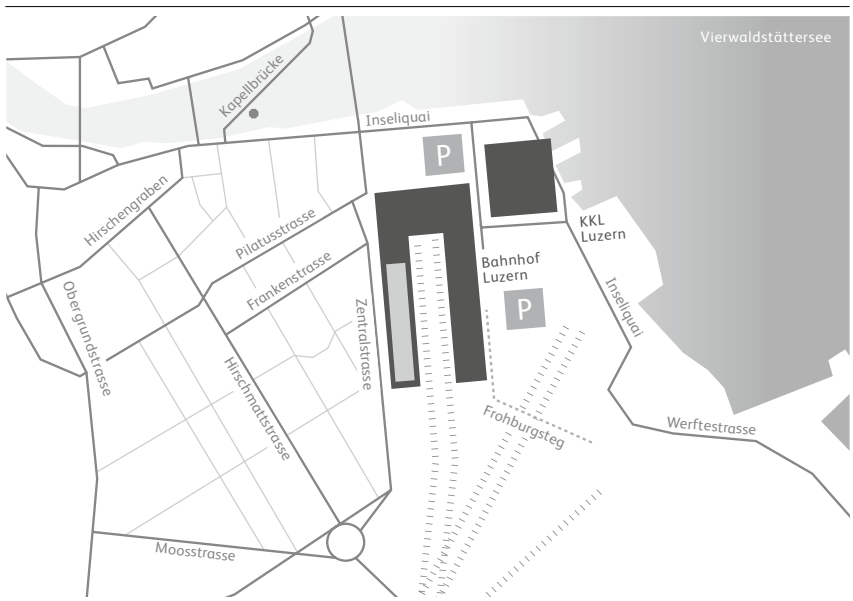 Vierwaldstättersee
Kapellbrücke
Inseliquai
P
Hirschengraben
Pilatusstrasse
KKL
Luzern
Frankenstrasse
Bahnhof
Luzern
P
Obergrundstrasse
Zentralstrasse
Inseliquai
Hirschmattstrasse
Frohburgsteg
Werftestrasse
Moosstrasse